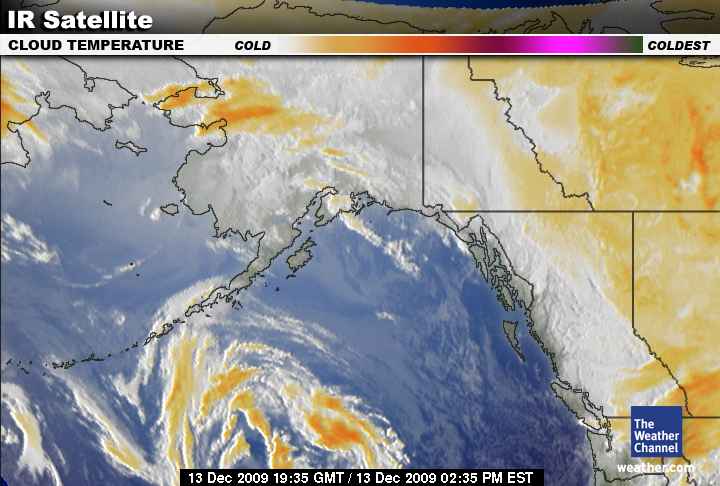 IR Satellite
CLOUD TEMPERATURE COLD COLDEST
The
Weather
Channel
weather.com
13 Dec 2009 19:35 GMT / 13 Dec 2009 02:35 PM EST